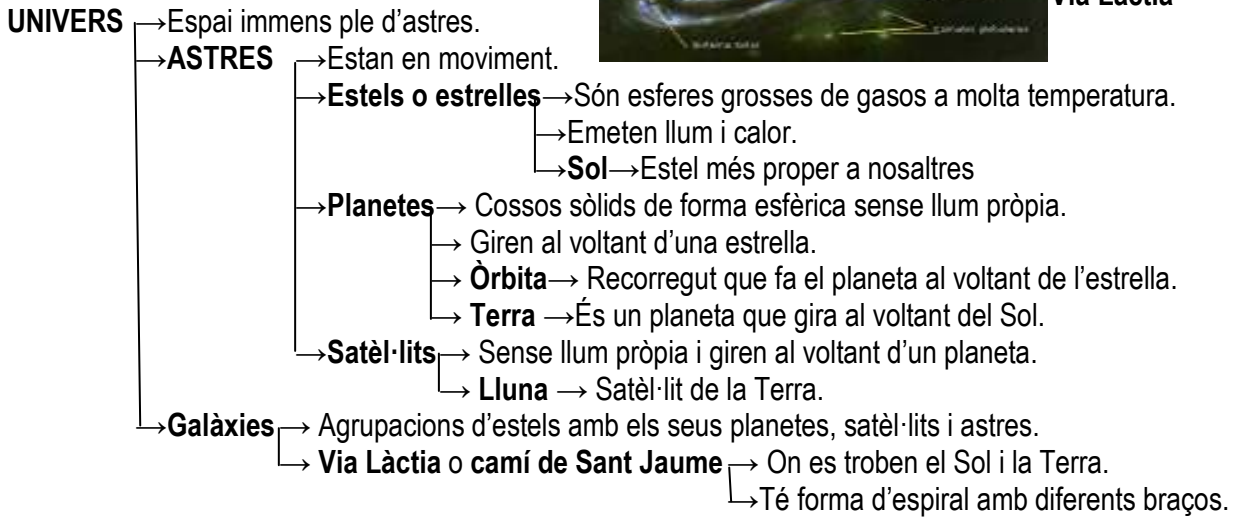 Via Làctia
UNIVERS →Espai immens ple d’astres.
→ASTRES →Estan en moviment.
→Estels o estrelles→Són esferes grosses de gasos a molta temperatura.
→Emeten llum i calor.
→Sol→Estel més proper a nosaltres
→Planetes→ Cossos sòlids de forma esfèrica sense llum pròpia.
→ Giren al voltant d’una estrella.
→ Òrbita→ Recorregut que fa el planeta al voltant de l’estrella.
→ Terra →És un planeta que gira al voltant del Sol.
→Satèl·lits→ Sense llum pròpia i giren al voltant d’un planeta.
→ Lluna → Satèl·lit de la Terra.
→Galàxies→ Agrupacions d’estels amb els seus planetes, satèl·lits i astres.
→ Via Làctia o camí de Sant Jaume → On es troben el Sol i la Terra.
→Té forma d’espiral amb diferents braços.